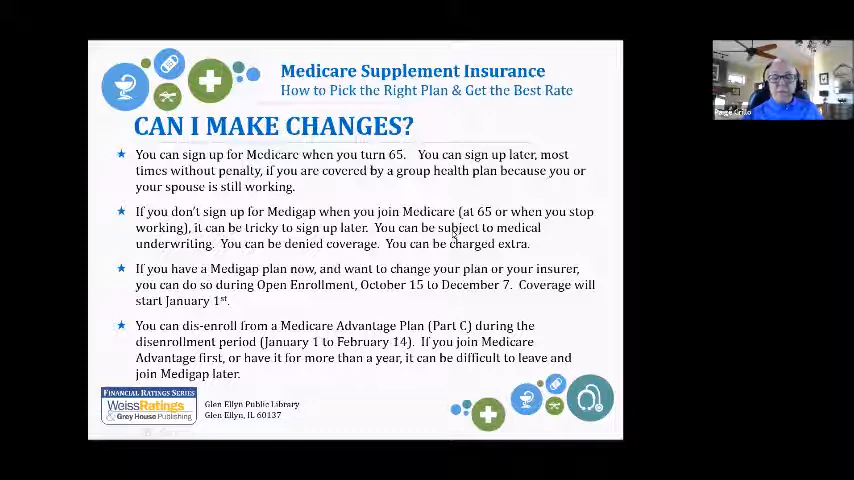 Medicare Supplement Insurance
How to Pick the Right Plan & Get the Best Rate
CAN I MAKE CHANGES?
You can sign up for Medicare when you turn 65. You can sign up later, most
times without penalty, if you are covered by a group health plan because you or
your spouse is still working.
If you don't sign up for Medigap when you join Medicare (at 65 or when you stop
working), it can be tricky to sign up later. You can be subject to medical
underwriting. You can be denied coverage. You can be charged extra.
If you have a Medigap plan now, and want to change your plan or your insurer,
you can do so during Open Enrollment, October 15 to December 7. Coverage will
start January 1st.
You can dis-enroll from a Medicare Advantage Plan (Part C) during the
disenrollment period (January 1 to February 14). If you join Medicare
Advantage first, or have it for more than a year, it can be difficult to leave and
join Medigap later.
FINANCIAL RATINGS SERIES
WeissRatings
& Grey House Publishing
Glen Ellyn Public Library
Glen Ellyn, IL 60137
Paige Grillo